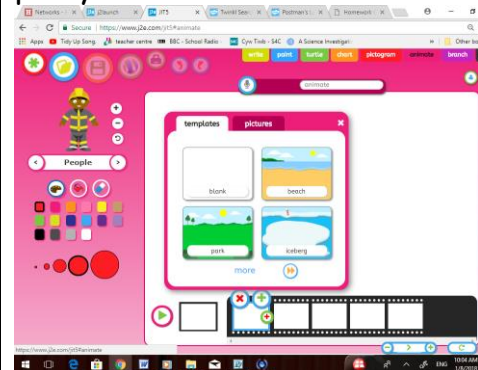 Networks - J
j2launch
JIT5
Twinkl Sear
Postman's
Homework
Secure | https://www.j2e.com/jit5#animate
Apps Tidy Up Song teacher centre BBC - School Radio Cyw Twib - S4C A Science Investigat Other bo
write paint turtle chart pictogram animate branch
animate
templates pictures
People
blank beach
park iceberg
more
https://www.j2e.com/jit5#animate
ENG 10:04 AM